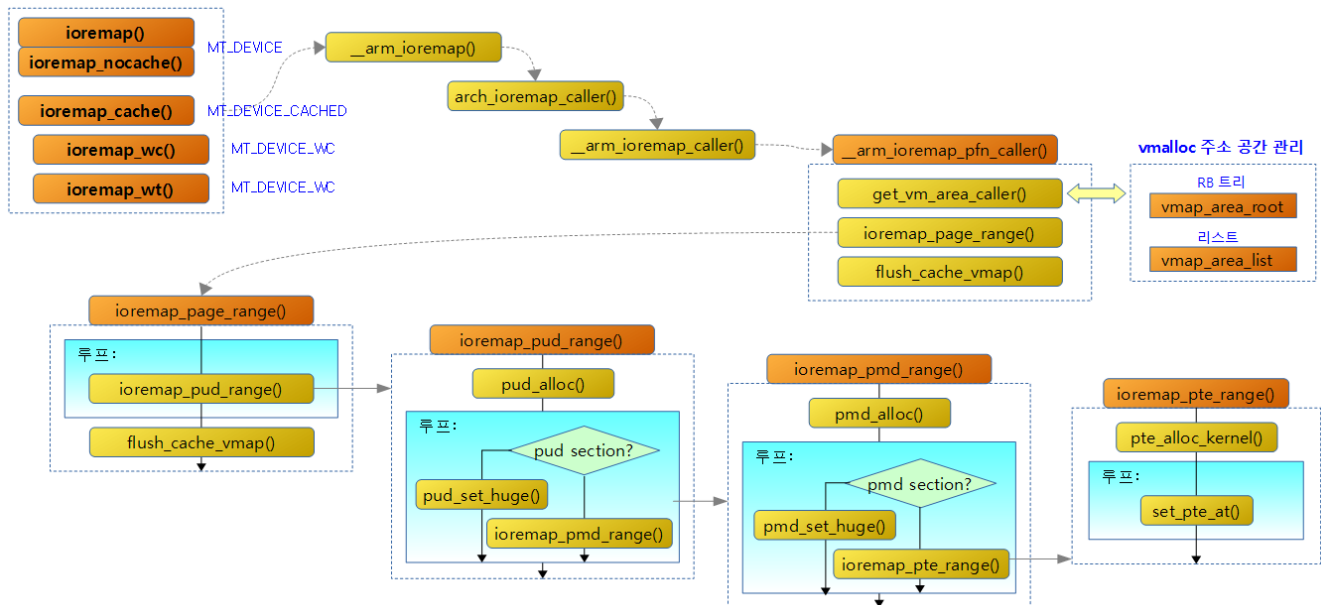 ioremap()
ioremap_nocache()
MT_DEVICE
ioremap_cache()
MT_DEVICE_CACHED
ioremap_wc()
MT_DEVICE_WC
ioremap_wt()
MT_DEVICE_WC
__arm_ioremap()
arch_ioremap_caller()
__arm_ioremap_caller()
__arm_ioremap_pfn_caller()
get_vm_area_caller()
ioremap_page_range()
flush_cache_vmap()
vmalloc 주소 공간 관리
RB 트리
vmap_area_root
리스트
vmap_area_list
ioremap_page_range()
루프:
ioremap_pud_range()
flush_cache_vmap()
ioremap_pud_range()
pud_alloc()
루프:
pud section?
pud_set_huge()
ioremap_pmd_range()
ioremap_pmd_range()
pmd_alloc()
루프:
pmd section?
pmd_set_huge()
ioremap_pte_range()
ioremap_pte_range()
pte_alloc_kernel()
루프:
set_pte_at()